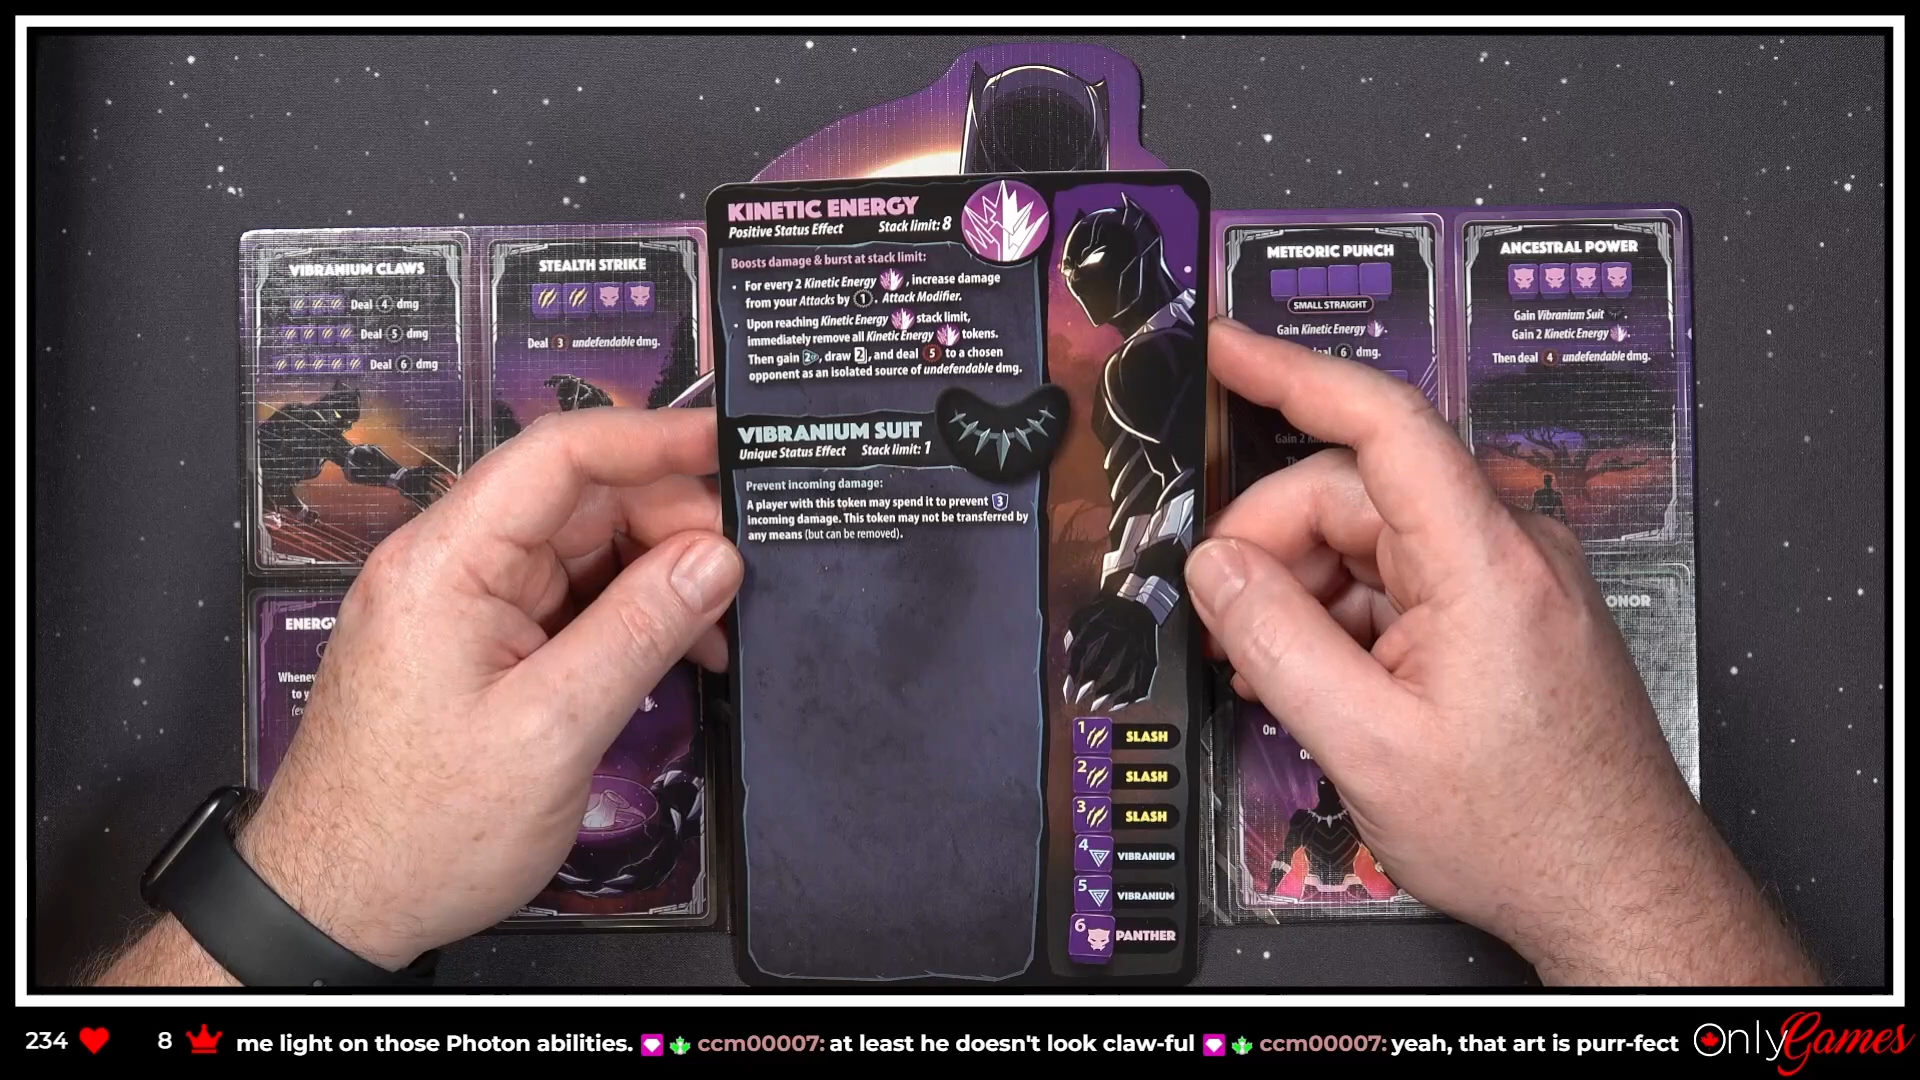 VIBRANIUM CLAWS
Deal 4 dmg
Deal 5 dmg
Deal 6 dmg
STEALTH STRIKE
Deal 3 undefendable dmg.
KINETIC ENERGY
Positive Status Effect Stack limit: 8
Boosts damage & burst at stack limit:
• For every 2 Kinetic Energy , increase damage
from your Attacks by 1 . Attack Modifier.
• Upon reaching Kinetic Energy stack limit,
immediately remove all Kinetic Energy tokens.
Then gain 2 , draw 2 , and deal 5 to a chosen
opponent as an isolated source of undefendable dmg.
VIBRANIUM SUIT
Unique Status Effect Stack limit: 1
Prevent incoming damage:
A player with this token may spend it to prevent 3
incoming damage. This token may not be transferred by
any means (but can be removed).
1 SLASH
2 SLASH
3 SLASH
4 VIBRANIUM
5 VIBRANIUM
6 PANTHER
METEORIC PUNCH
SMALL STRAIGHT
Gain Kinetic Energy .
6 dmg.
Gain 2
ANCESTRAL POWER
Gain Vibranium Suit .
Gain 2 Kinetic Energy .
Then deal 4 undefendable dmg.
ENERGY
to
On
234 8 me light on those Photon abilities. ccm00007: at least he doesn't look claw-ful ccm00007: yeah, that art is purr-fect Only Games